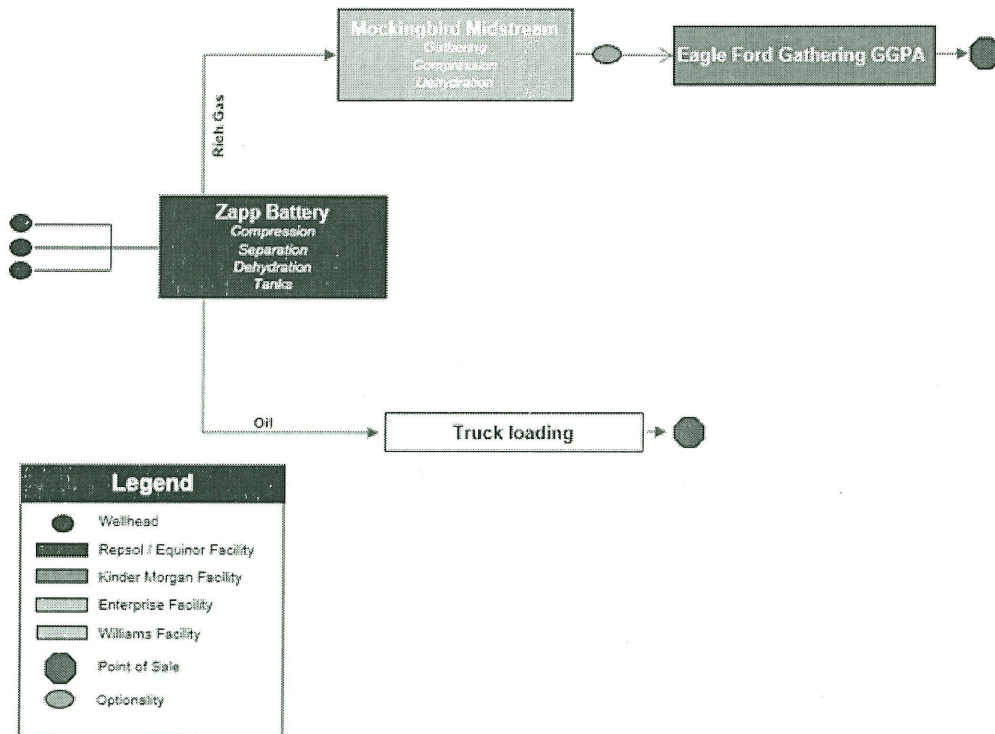 Mockingbird Midstream
Gathering
Compression
Dehydration
Eagle Ford Gathering GGPA
Rich Gas
Zapp Battery
Compression
Separation
Dehydration
Tanks
Oil
Truck loading
Legend
Wellhead
Repsol / Equinor Facility
Kinder Morgan Facility
Enterprise Facility
Williams Facility
Point of Sale
Optionality